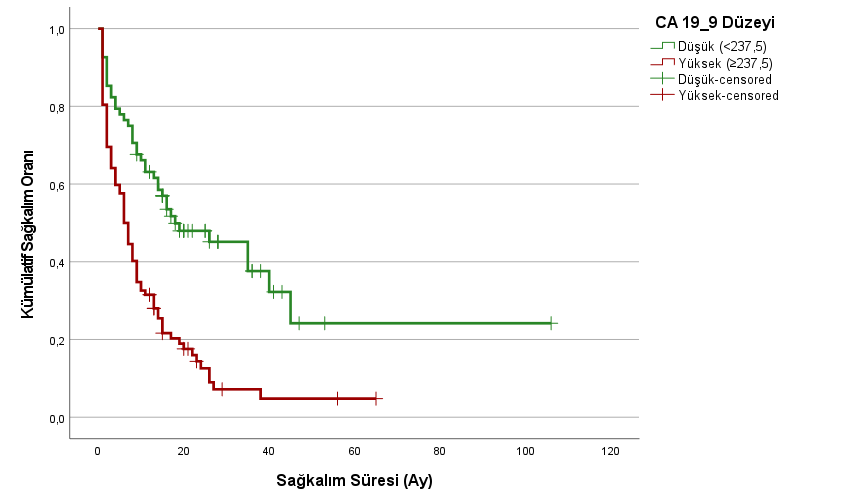 CA 19_9 Düzeyi
Düşük (<237,5)
Yüksek (≥237,5)
Düşük-censored
Yüksek-censored
Kümülatif Sağkalım Oranı
1,0
0,8
0,6
0,4
0,2
0,0
0 20 40 60 80 100 120
Sağkalım Süresi (Ay)